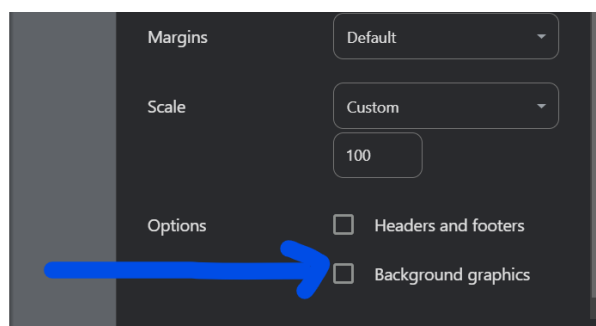 Margins Default
Scale Custom
100
Options Headers and footers
Background graphics